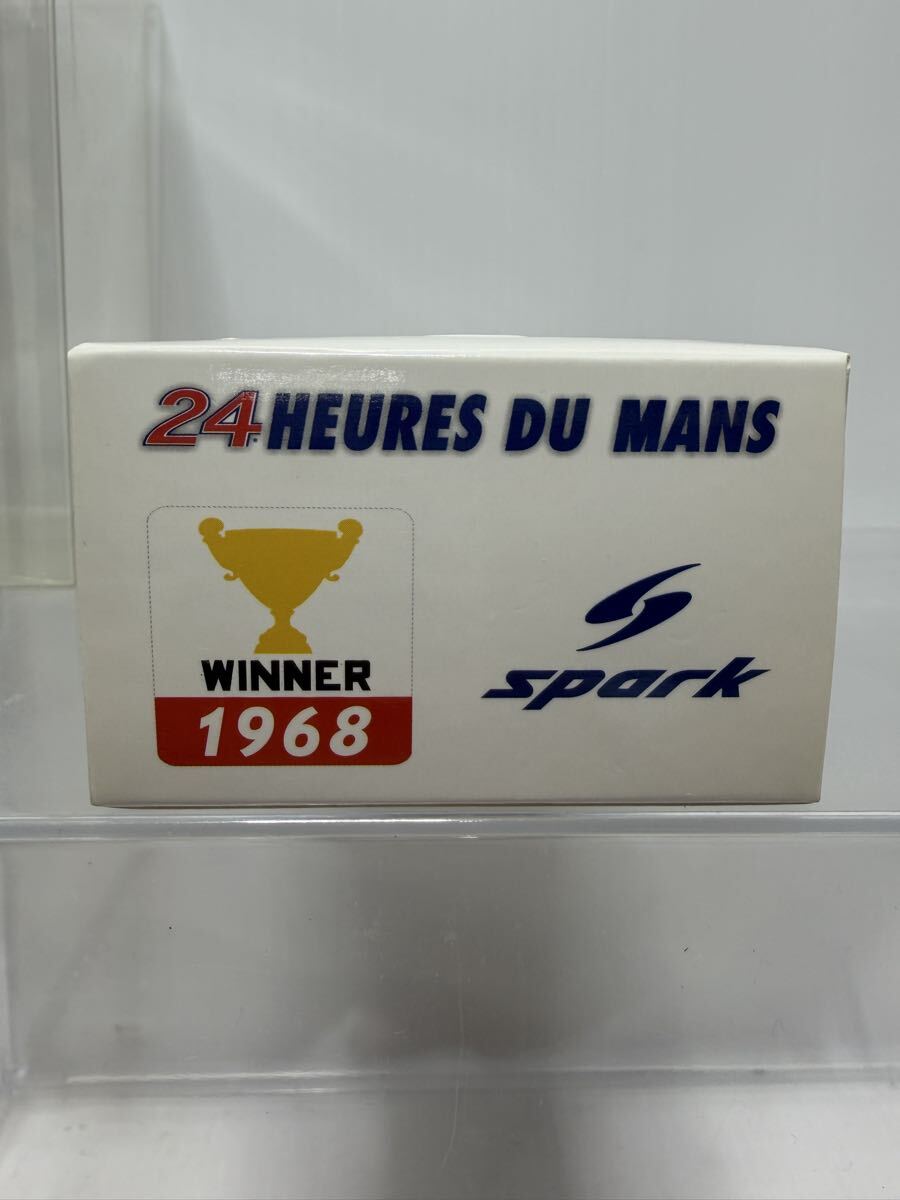 24 HEURES DU MANS
WINNER
1968
spark